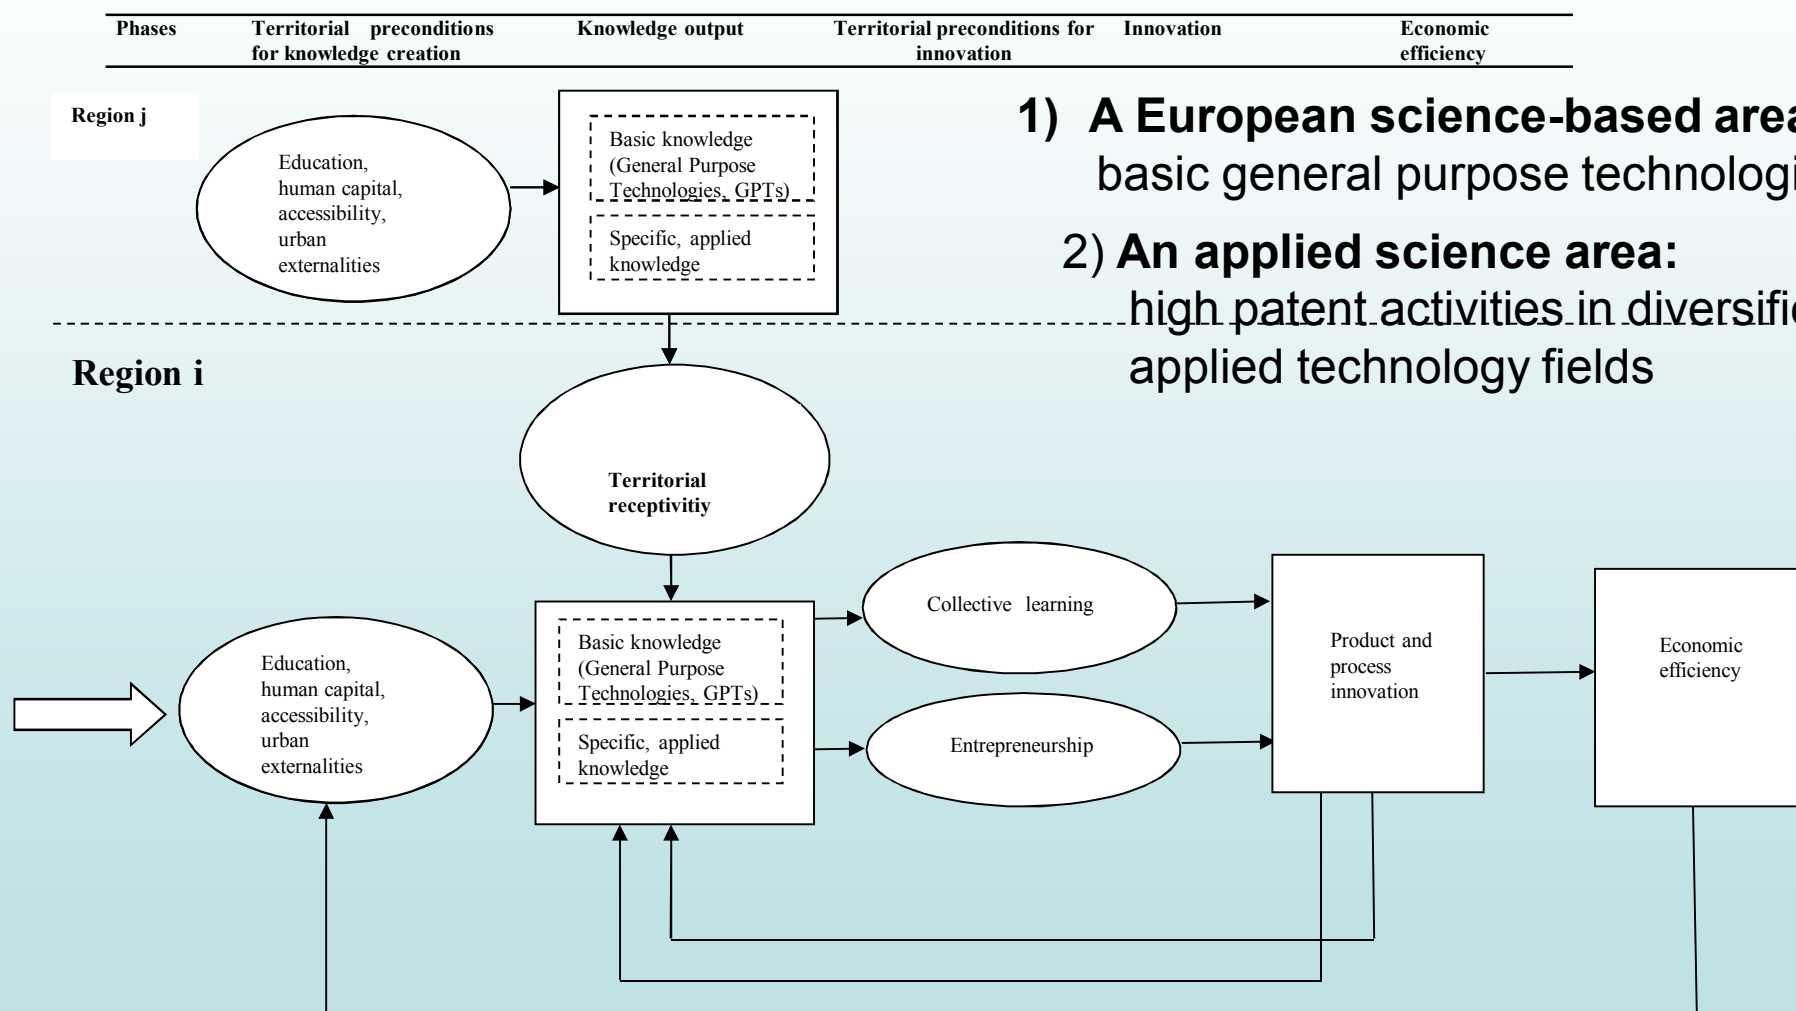 Phases Territorial preconditions Knowledge output Territorial preconditions for Innovation Economic
for knowledge creation innovation efficiency
Region j
Education,
human capital,
accessibility,
urban
externalities
Basic knowledge
(General Purpose
Technologies, GPTs)
Specific, applied
knowledge
1) A European science-based area
basic general purpose technologi
2) An applied science area:
high patent activities in diversifi
applied technology fields
Region i
Territorial
receptivitiy
Education,
human capital,
accessibility,
urban
externalities
Basic knowledge
(General Purpose
Technologies, GPTs)
Specific, applied
knowledge
Collective learning
Entrepreneurship
Product and
process
innovation
Economic
efficiency